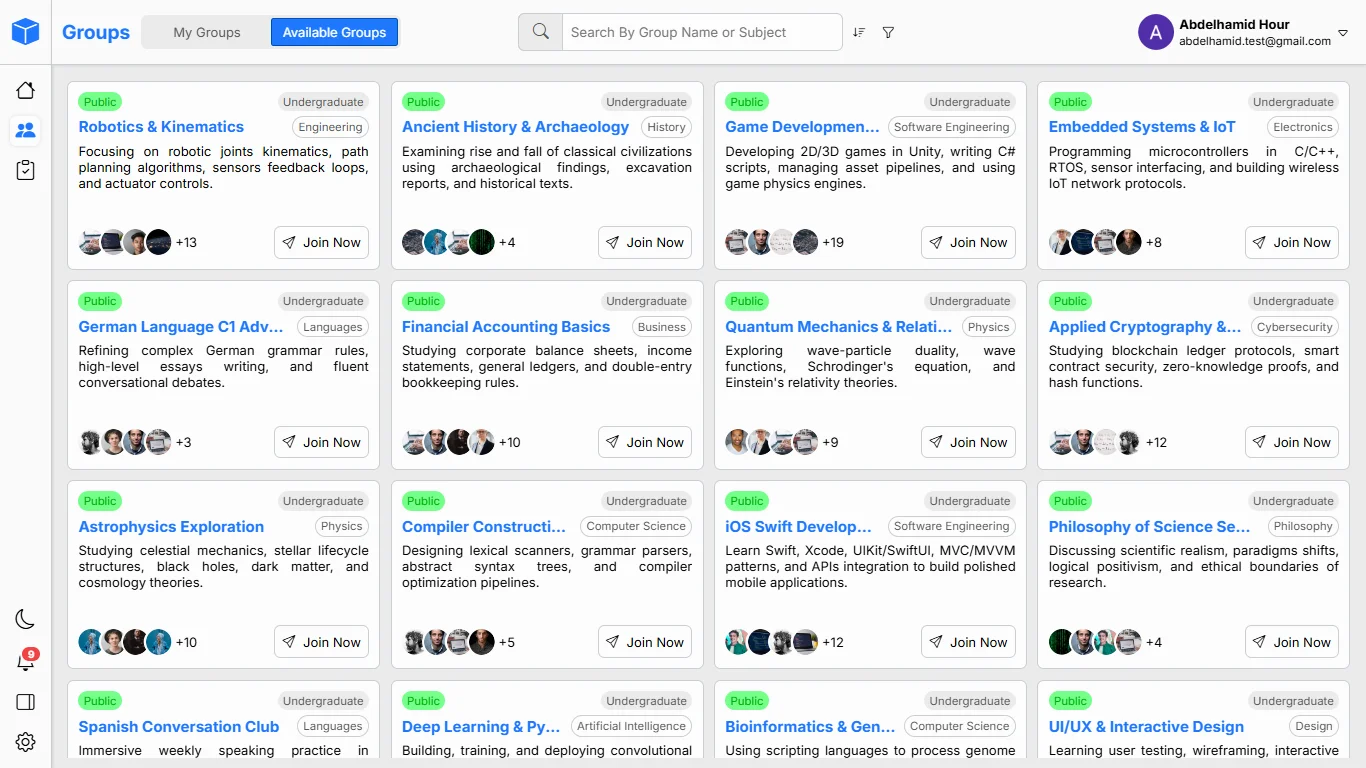 Groups
My Groups
Available Groups
Search By Group Name or Subject
A
Abdelhamid Hour
abdelhamid.test@gmail.com
Public
Undergraduate
Robotics & Kinematics
Engineering
Focusing on robotic joints kinematics, path
planning algorithms, sensors feedback loops,
and actuator controls.
+13
Join Now
Public
Undergraduate
Ancient History & Archaeology
History
Examining rise and fall of classical civilizations
using archaeological findings, excavation
reports, and historical texts.
+4
Join Now
Public
Undergraduate
Game Developmen...
Software Engineering
Developing 2D/3D games in Unity, writing C#
scripts, managing asset pipelines, and using
game physics engines.
+19
Join Now
Public
Undergraduate
Embedded Systems & IoT
Electronics
Programming microcontrollers in C/C++,
RTOS, sensor interfacing, and building wireless
IoT network protocols.
+8
Join Now
Public
Undergraduate
German Language C1 Adv...
Languages
Refining complex German grammar rules,
high-level essays writing, and fluent
conversational debates.
+3
Join Now
Public
Undergraduate
Financial Accounting Basics
Business
Studying corporate balance sheets, income
statements, general ledgers, and double-entry
bookkeeping rules.
+10
Join Now
Public
Undergraduate
Quantum Mechanics & Relati...
Physics
Exploring wave-particle duality, wave
functions, Schrodinger's equation, and
Einstein's relativity theories.
+9
Join Now
Public
Undergraduate
Applied Cryptography &...
Cybersecurity
Studying blockchain ledger protocols, smart
contract security, zero-knowledge proofs, and
hash functions.
+12
Join Now
Public
Undergraduate
Astrophysics Exploration
Physics
Studying celestial mechanics, stellar lifecycle
structures, black holes, dark matter, and
cosmology theories.
+10
Join Now
Public
Undergraduate
Compiler Constructi...
Computer Science
Designing lexical scanners, grammar parsers,
abstract syntax trees, and compiler
optimization pipelines.
+5
Join Now
Public
Undergraduate
iOS Swift Develop...
Software Engineering
Learn Swift, Xcode, UIKit/SwiftUI, MVC/MVVM
patterns, and APIs integration to build polished
mobile applications.
+12
Join Now
Public
Undergraduate
Philosophy of Science Se...
Philosophy
Discussing scientific realism, paradigms shifts,
logical positivism, and ethical boundaries of
research.
+4
Join Now
9
Public
Undergraduate
Spanish Conversation Club
Languages
Immersive weekly speaking practice in
Public
Undergraduate
Deep Learning & Py...
Artificial Intelligence
Building, training, and deploying convolutional
Public
Undergraduate
Bioinformatics & Gen...
Computer Science
Using scripting languages to process genome
Public
Undergraduate
UI/UX & Interactive Design
Design
Learning user testing, wireframing, interactive